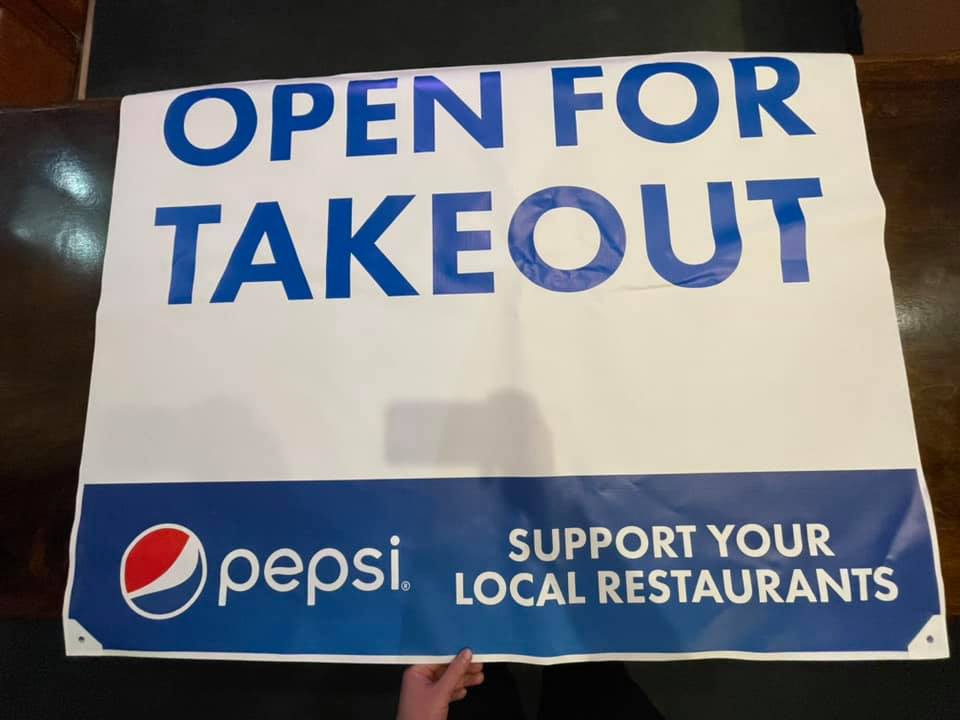 OPEN FOR
TAKEOUT
pepsi®
SUPPORT YOUR
LOCAL RESTAURANTS